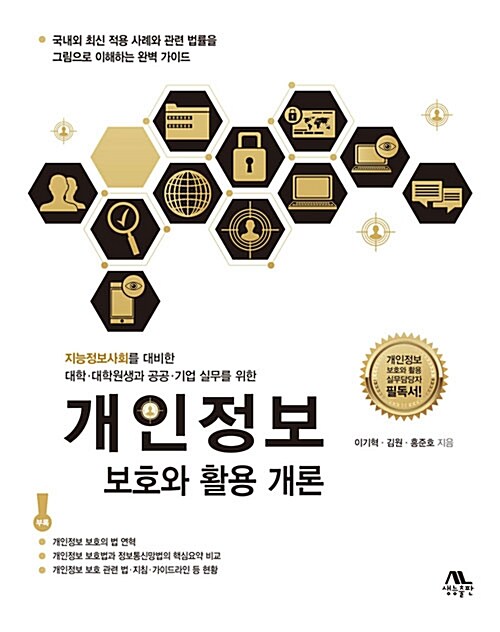 국내외 최신 적용 사례와 관련 법률을
그림으로 이해하는 완벽 가이드
지능정보사회를 대비한
대학·대학원생과 공공·기업 실무를 위한
개인정보
보호와 활용 개론
개인정보
보호와 활용
실무담당자
필독서!
이기혁 · 김원 · 홍준호 지음
부록
개인정보 보호의 법 연혁
개인정보 보호법과 정보통신망법의 핵심요약 비교
개인정보 보호 관련 법·지침·가이드라인 등 현황
생능출판